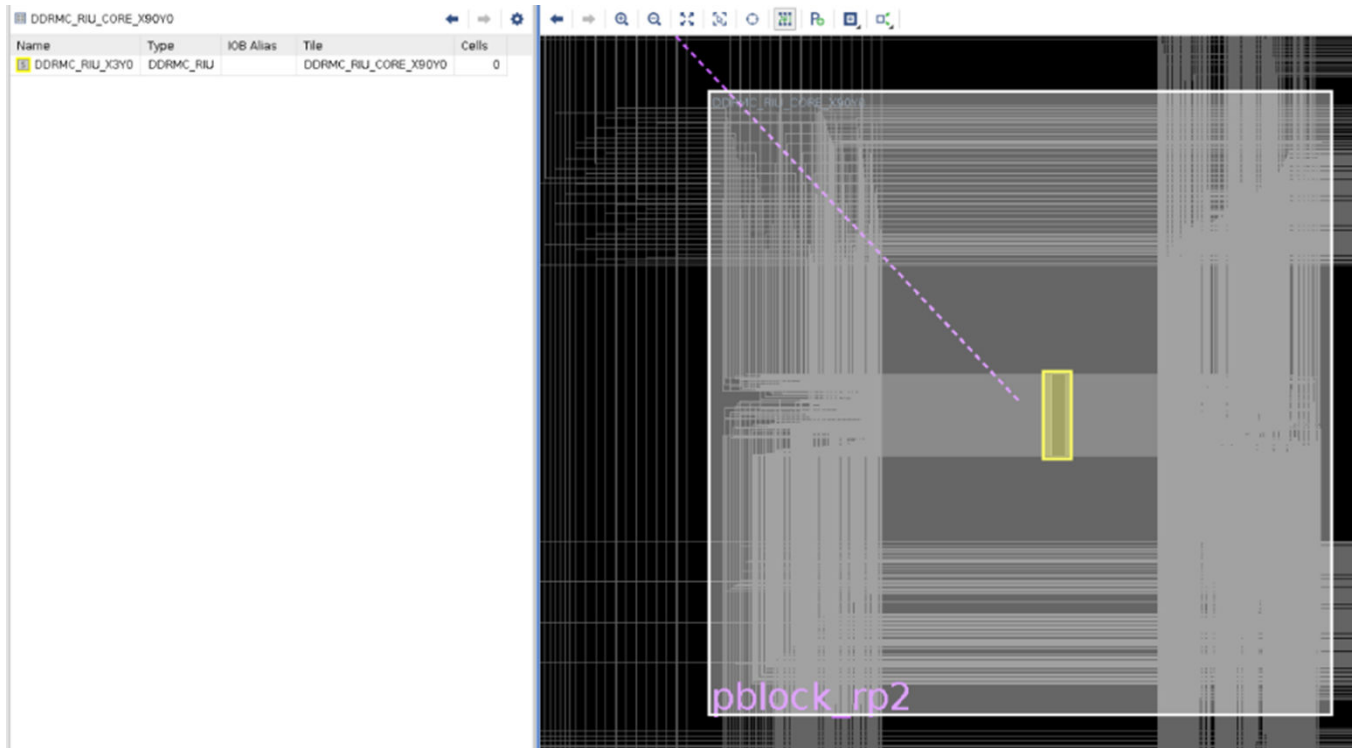 DDRMC_RIU_CORE_X90Y0
Name Type IOB Alias Tile Cells
DDRMC_RIU_X3Y0 DDRMC_RIU DDRMC_RIU_CORE_X90Y0 0
DDRMC_RIU_CORE_X90Y0
pblock_rp2